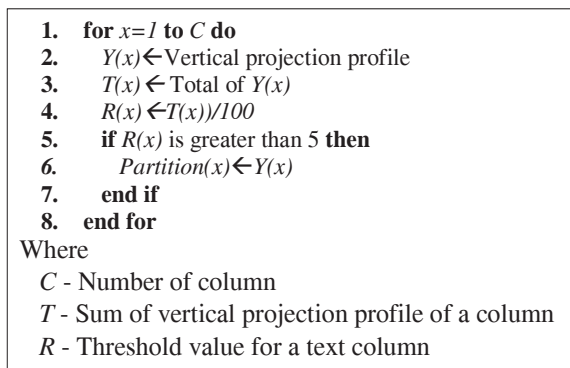 1. for x=1 to C do
2. Y(x)←Vertical projection profile
3. T(x)← Total of Y(x)
4. R(x) ←T(x))/100
5. if R(x) is greater than 5 then
6. Partition(x)←Y(x)
7. end if
8. end for
Where
C - Number of column
T - Sum of vertical projection profile of a column
R - Threshold value for a text column